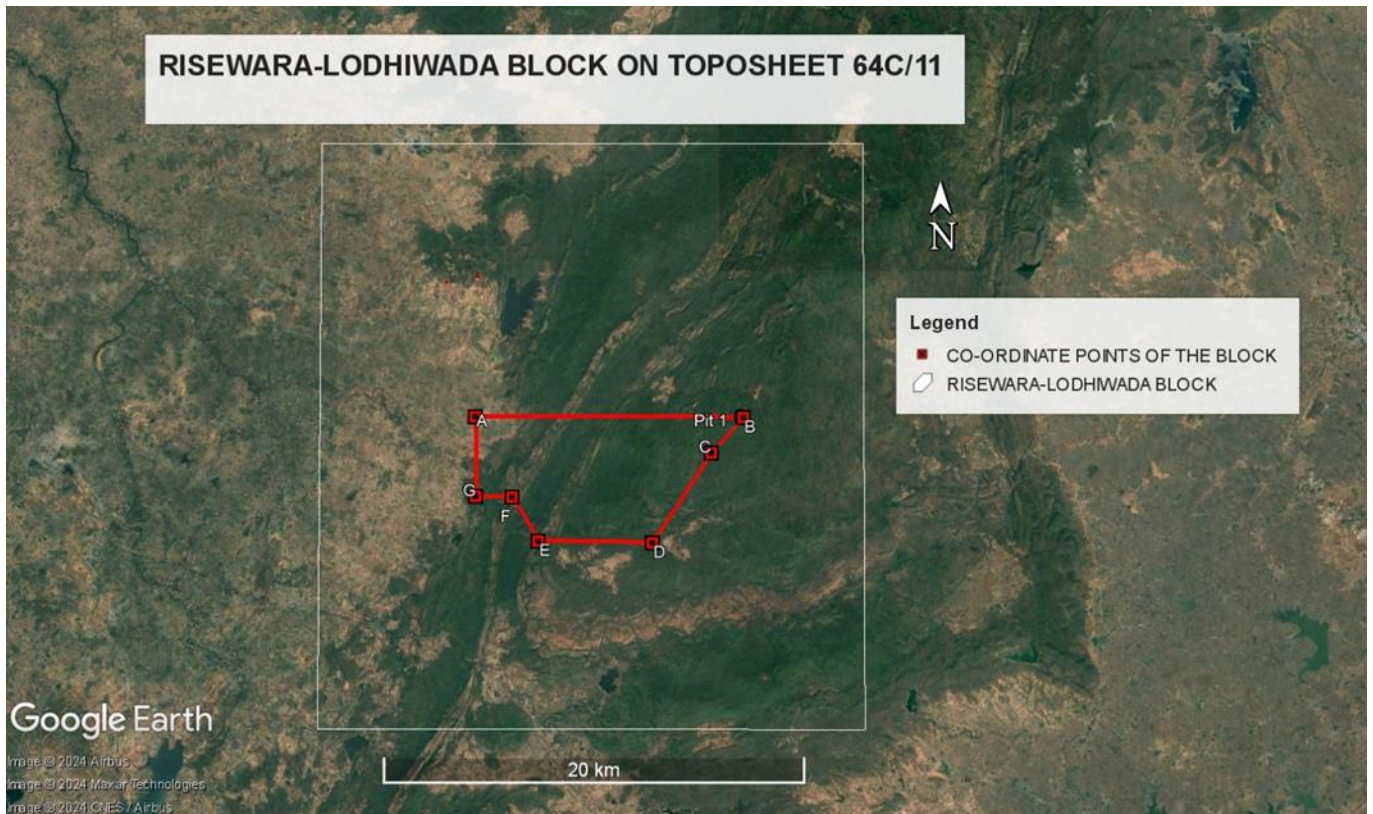 RISEWARA-LODHIWADA BLOCK ON TOPOSHEET 64C/11
N
Legend
CO-ORDINATE POINTS OF THE BLOCK
RISEWARA-LODHIWADA BLOCK
A
Pit 1
B
C
G
F
E
D
Google Earth
Image © 2024 Airbus
Image © 2024 Maxar Technologies
Image © 2024 CNES / Airbus
20 km